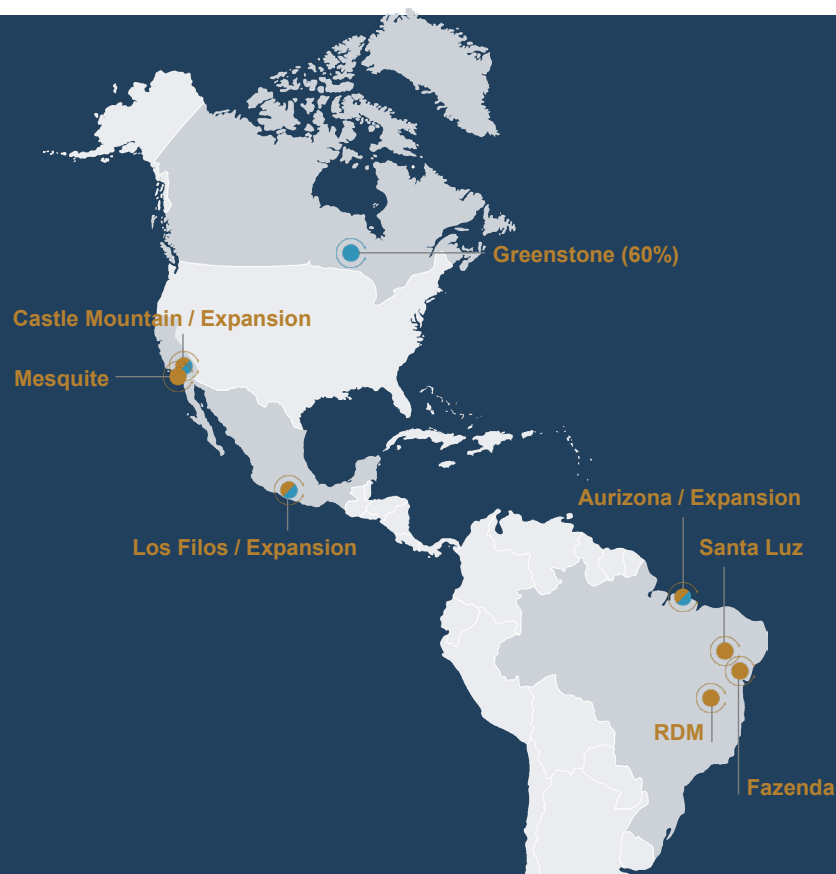 Greenstone (60%)
Castle Mountain / Expansion
Mesquite
Aurizona / Expansion
Los Filos / Expansion
Santa Luz
RDM
Fazenda